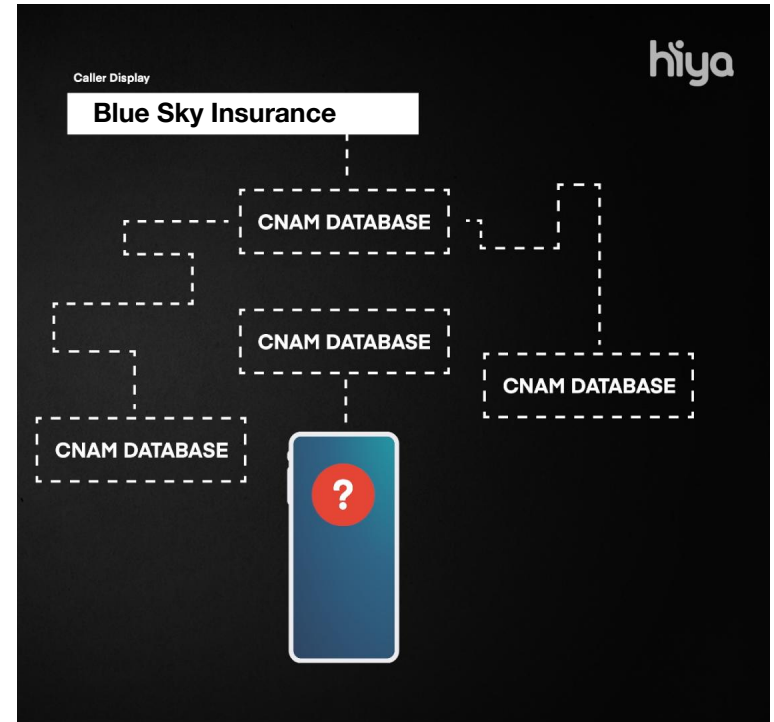 hiya
Caller Display
Blue Sky Insurance
CNAM DATABASE
CNAM DATABASE
CNAM DATABASE
CNAM DATABASE
?